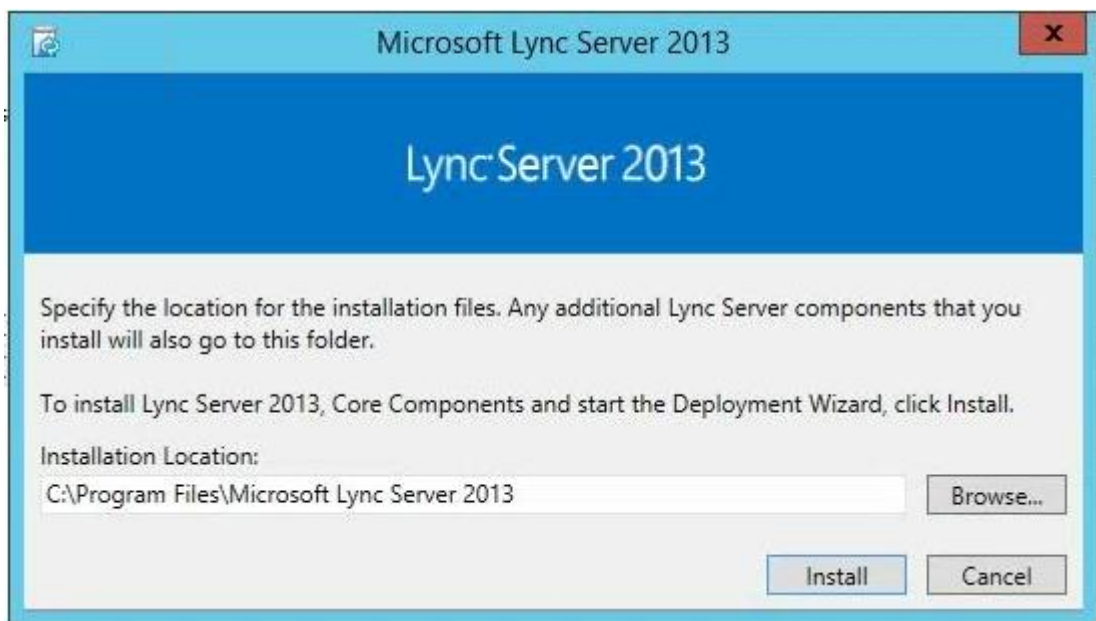 Microsoft Lync Server 2013
x
Lync Server 2013
Specify the location for the installation files. Any additional Lync Server components that you
install will also go to this folder.
To install Lync Server 2013, Core Components and start the Deployment Wizard, click Install.
Installation Location:
C:\Program Files\Microsoft Lync Server 2013
Browse...
Install
Cancel